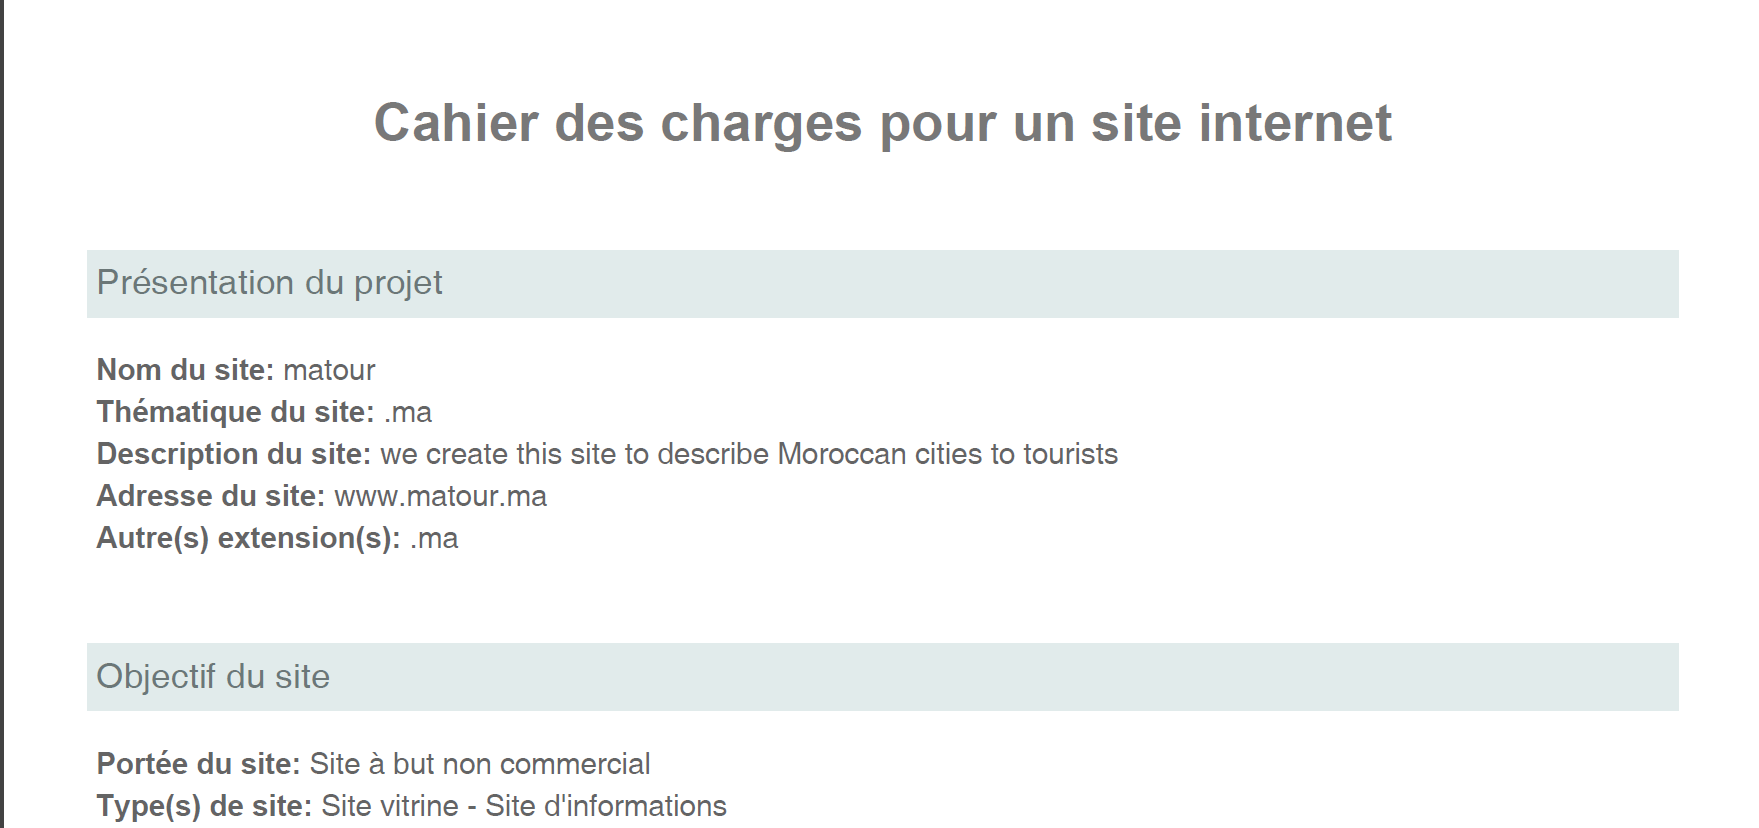 Cahier des charges pour un site internet
Présentation du projet
Nom du site: matour
Thématique du site: .ma
Description du site: we create this site to describe Moroccan cities to tourists
Adresse du site: www.matour.ma
Autre(s) extension(s): .ma
Objectif du site
Portée du site: Site à but non commercial
Type(s) de site: Site vitrine - Site d'informations